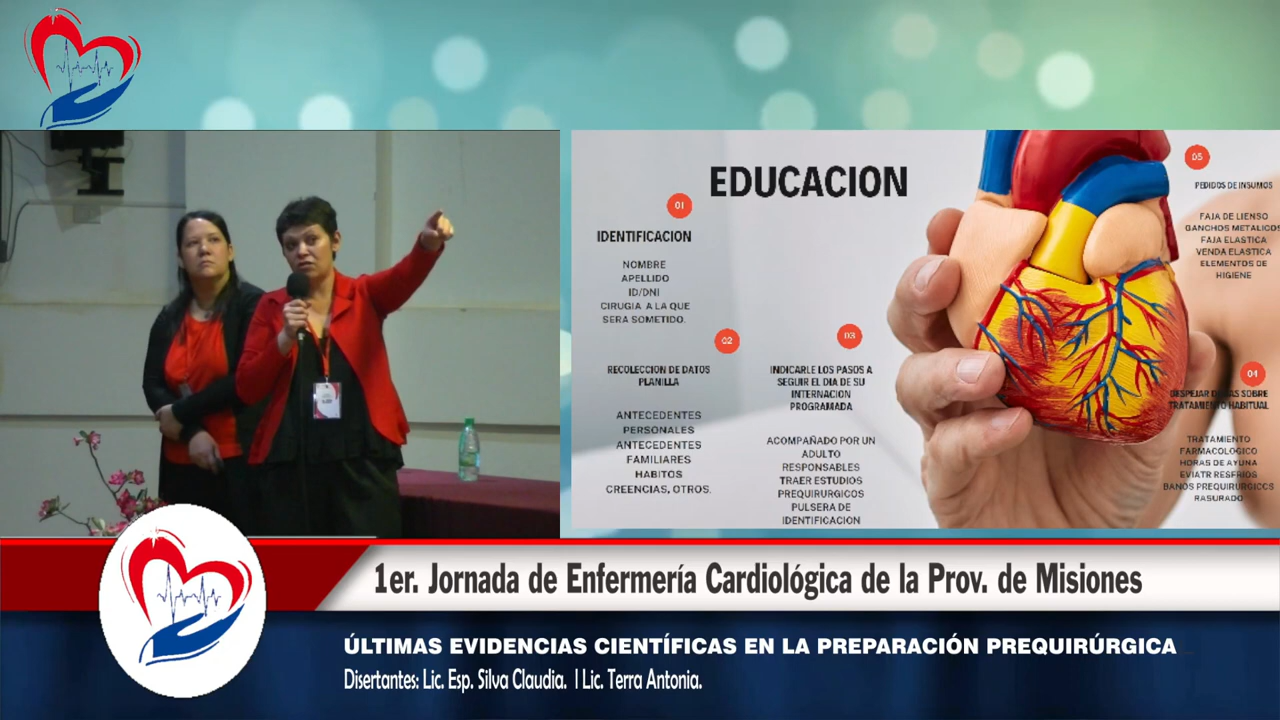 EDUCACION
01
IDENTIFICACION
NOMBRE
APELLIDO
ID/DNI
CIRUGIA A LA QUE
SERA SOMETIDO.
02
RECOLECCION DE DATOS
PLANILLA
ANTECEDENTES
PERSONALES
ANTECEDENTES
FAMILIARES
HABITOS
CREENCIAS, OTROS.
03
INDICARLE LOS PASOS A
SEGUIR EL DIA DE SU
INTERNACION
PROGRAMADA
ACOMPAÑADO POR UN
ADULTO
RESPONSABLES
TRAER ESTUDIOS
PREQUIRURGICOS
PULSERA DE
IDENTIFICACION
05
PEDIDOS DE INSUMOS
FAJA DE LIENSO
GANCHOS METALICOS
FAJA ELASTICA
VENDA ELASTICA
ELEMENTOS DE
HIGIENE
04
DESPEJAR SOBRE
TRATAMIENTO HABITUAL
TRATAMIENTO
FARMACOLOGICO
HORAS DE AYUNA
EVIATR RESFRIOS
BANOS PREQUIRURGICOS
RASURADO
1er. Jornada de Enfermería Cardiológica de la Prov. de Misiones
ÚLTIMAS EVIDENCIAS CIENTÍFICAS EN LA PREPARACIÓN PREQUIRÚRGICA
Disertantes: Lic. Esp. Silva Claudia. l Lic. Terra Antonia.